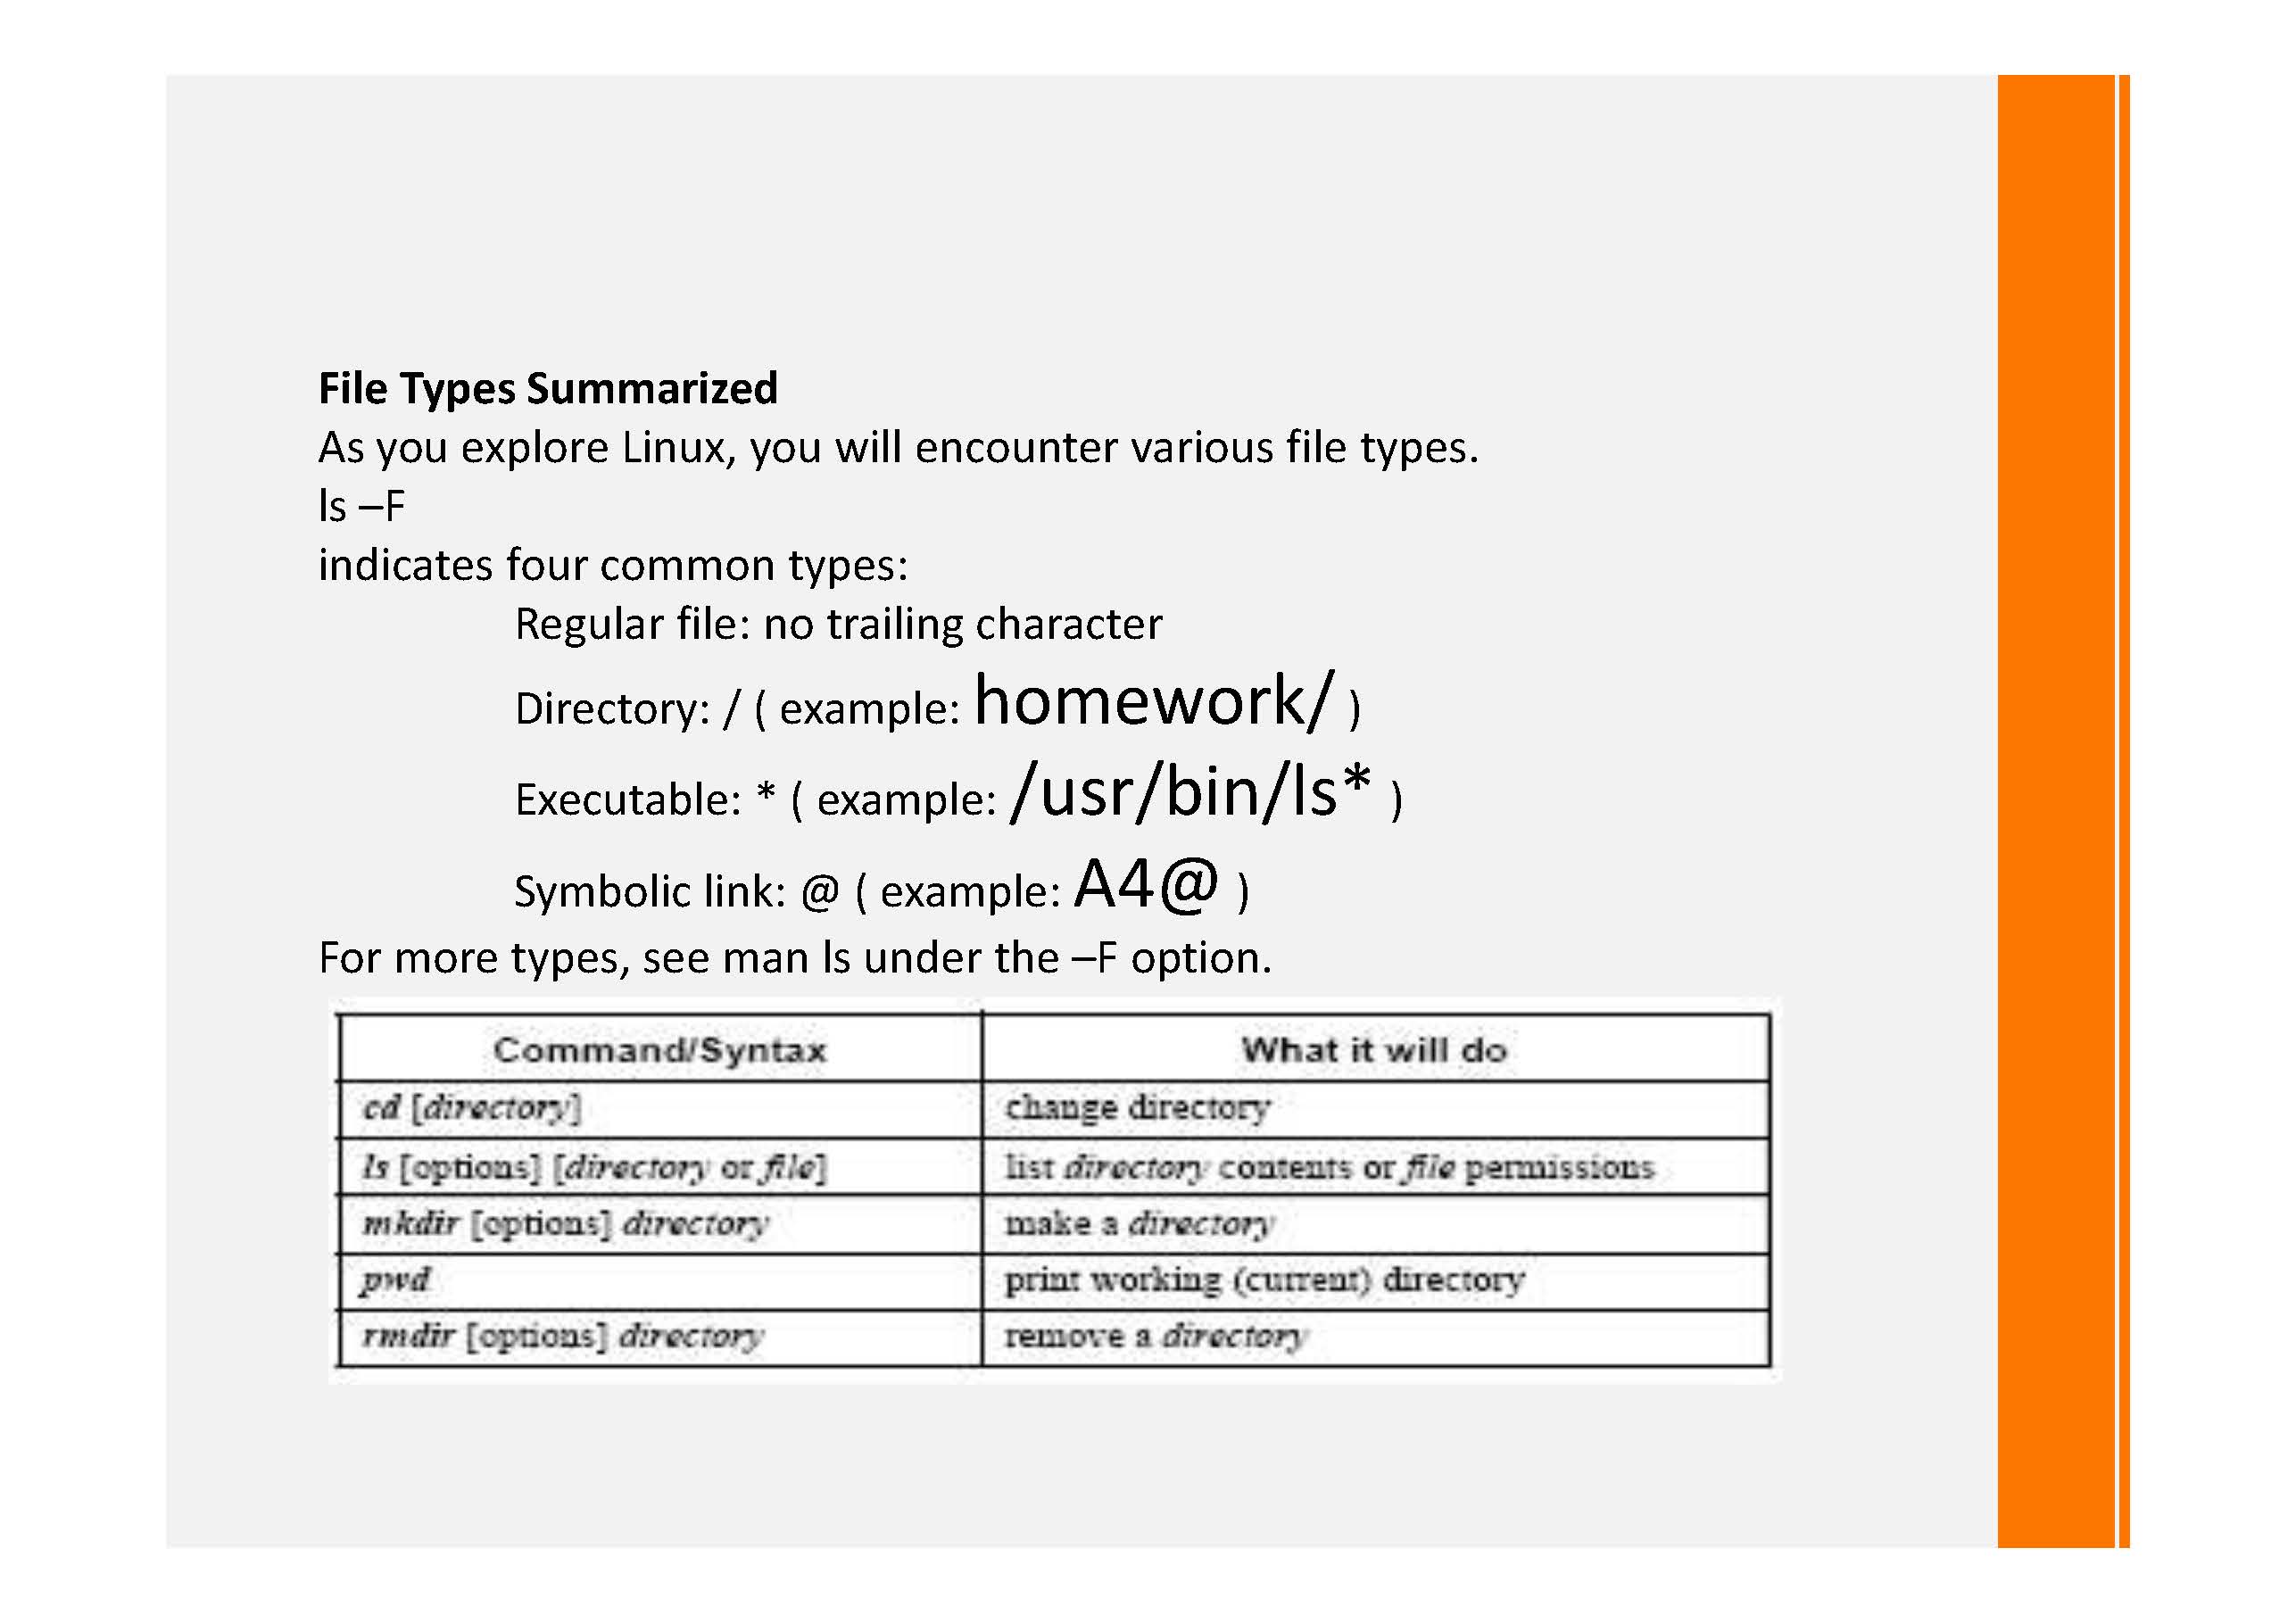 File Types Summarized
As you explore Linux, you will encounter various file types.
ls –F
indicates four common types:
Regular file: no trailing character
Directory: / ( example: homework/ )
Executable: * ( example: /usr/bin/ls* )
Symbolic link: @ ( example: A4@ )
For more types, see man ls under the –F option.
Command/Syntax What it will do
cd [directory] change directory
ls [options] [directory or file] list directory contents or file permissions
mkdir [options] directory make a directory
pwd print working (current) directory
rmdir [options] directory remove a directory